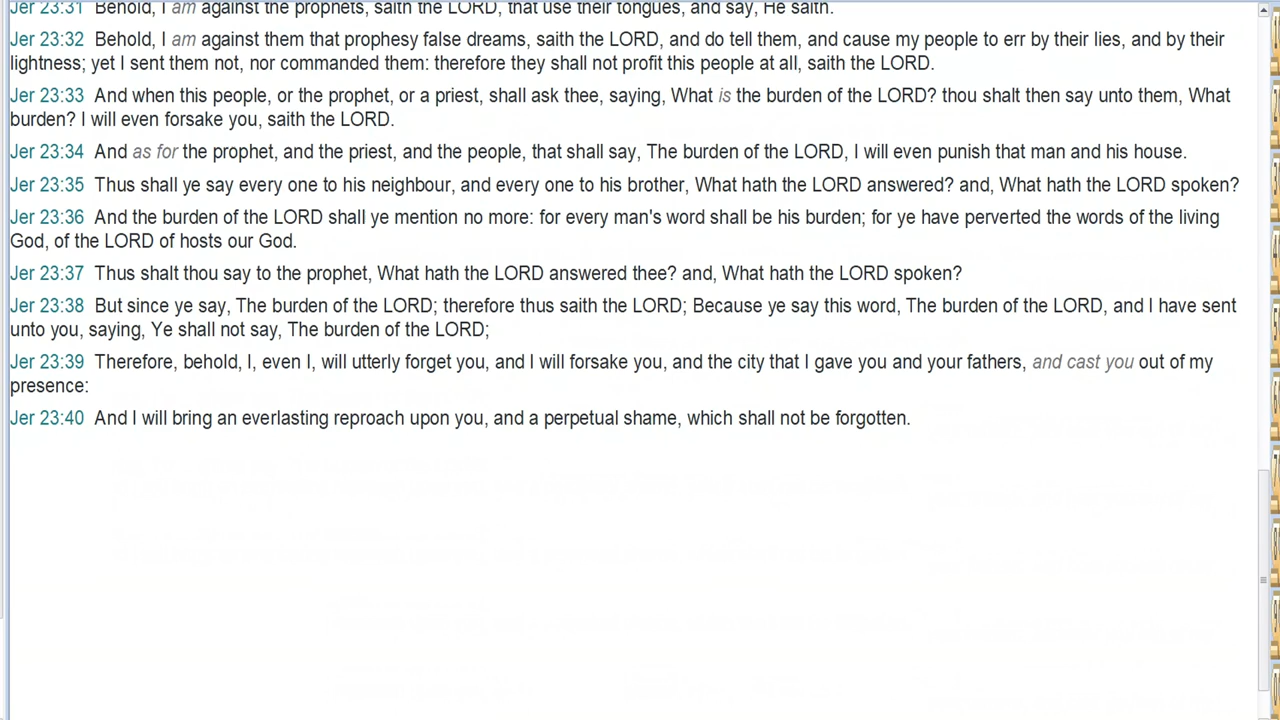 Jer 23:31 Behold, I am against the prophets, saith the LORD, that use their tongues, and say, He saith.
Jer 23:32 Behold, I am against them that prophesy false dreams, saith the LORD, and do tell them, and cause my people to err by their lies, and by their
lightness; yet I sent them not, nor commanded them: therefore they shall not profit this people at all, saith the LORD.
Jer 23:33 And when this people, or the prophet, or a priest, shall ask thee, saying, What is the burden of the LORD? thou shalt then say unto them, What
burden? I will even forsake you, saith the LORD.
Jer 23:34 And as for the prophet, and the priest, and the people, that shall say, The burden of the LORD, I will even punish that man and his house.
Jer 23:35 Thus shall ye say every one to his neighbour, and every one to his brother, What hath the LORD answered? and, What hath the LORD spoken?
Jer 23:36 And the burden of the LORD shall ye mention no more: for every man's word shall be his burden; for ye have perverted the words of the living
God, of the LORD of hosts our God.
Jer 23:37 Thus shalt thou say to the prophet, What hath the LORD answered thee? and, What hath the LORD spoken?
Jer 23:38 But since ye say, The burden of the LORD; therefore thus saith the LORD; Because ye say this word, The burden of the LORD, and I have sent
unto you, saying, Ye shall not say, The burden of the LORD;
Jer 23:39 Therefore, behold, I, even I, will utterly forget you, and I will forsake you, and the city that I gave you and your fathers, and cast you out of my
presence:
Jer 23:40 And I will bring an everlasting reproach upon you, and a perpetual shame, which shall not be forgotten.